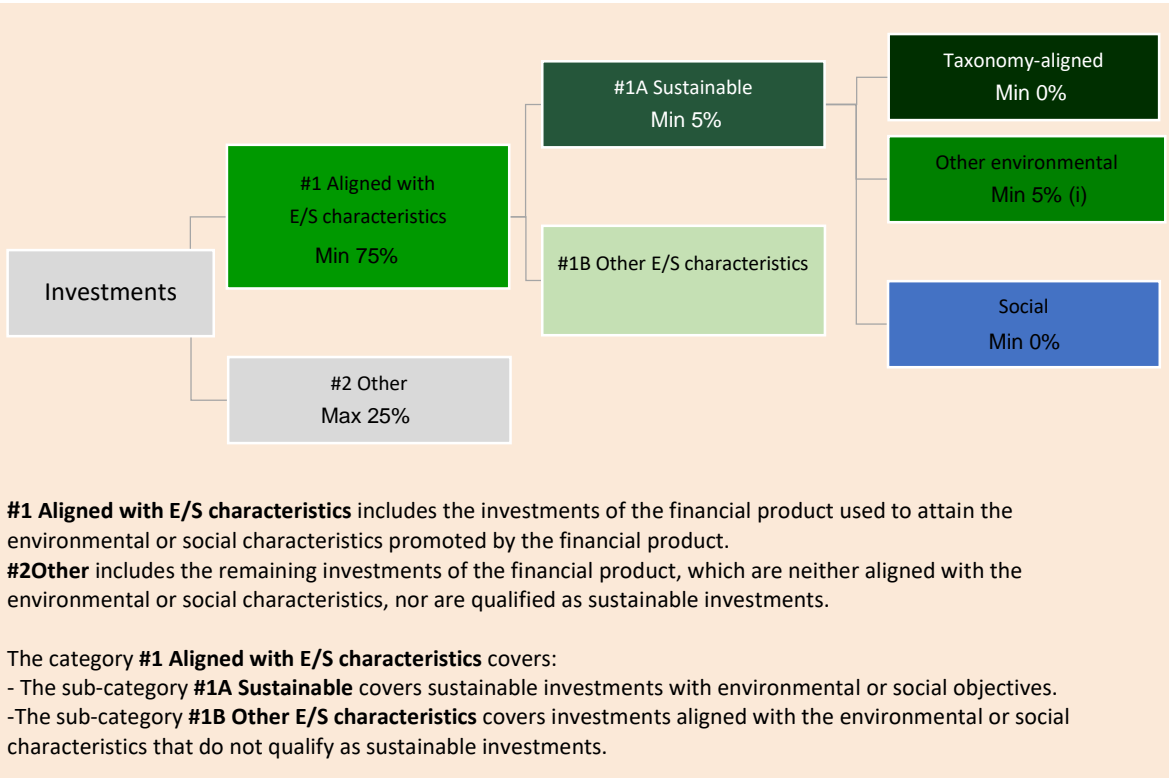 Investments
#1 Aligned with
E/S characteristics
Min 75%
#2 Other
Max 25%
#1A Sustainable
Min 5%
#1B Other E/S characteristics
Taxonomy-aligned
Min 0%
Other environmental
Min 5% (i)
Social
Min 0%
#1 Aligned with E/S characteristics includes the investments of the financial product used to attain the
environmental or social characteristics promoted by the financial product.
#2Other includes the remaining investments of the financial product, which are neither aligned with the
environmental or social characteristics, nor are qualified as sustainable investments.
The category #1 Aligned with E/S characteristics covers:
- The sub-category #1A Sustainable covers sustainable investments with environmental or social objectives.
-The sub-category #1B Other E/S characteristics covers investments aligned with the environmental or social
characteristics that do not qualify as sustainable investments.